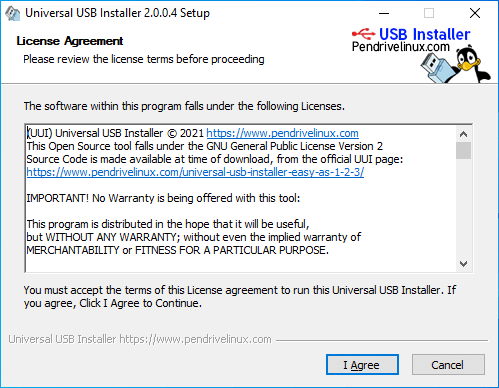 Universal USB Installer 2.0.0.4 Setup
License Agreement
Please review the license terms before proceeding
USB Installer
Pendrivelinux.com
The software within this program falls under the following Licenses.
(UUI) Universal USB Installer © 2021 https://www.pendrivelinux.com
This Open Source tool falls under the GNU General Public License Version 2
Source Code is made available at time of download, from the official UUI page:
https://www.pendrivelinux.com/universal-usb-installer-easy-as-1-2-3/
IMPORTANT! No Warranty is being offered with this tool:
This program is distributed in the hope that it will be useful,
but WITHOUT ANY WARRANTY; without even the implied warranty of
MERCHANTABILITY or FITNESS FOR A PARTICULAR PURPOSE.
You must accept the terms of this License agreement to run this Universal USB Installer. If
you agree, Click I Agree to Continue.
Universal USB Installer https://www.pendrivelinux.com
I Agree
Cancel